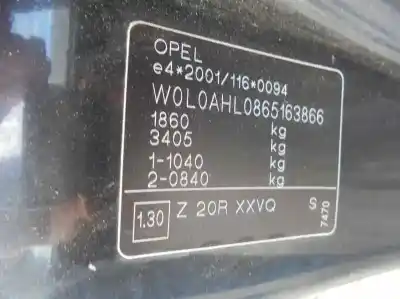 OPEL
e4*2001/116*0094
W0L0AHL0865163866
1860 kg
3405 kg
1-1040 kg
2-0840 kg
1.30 Z 20R XXVQ S
7470